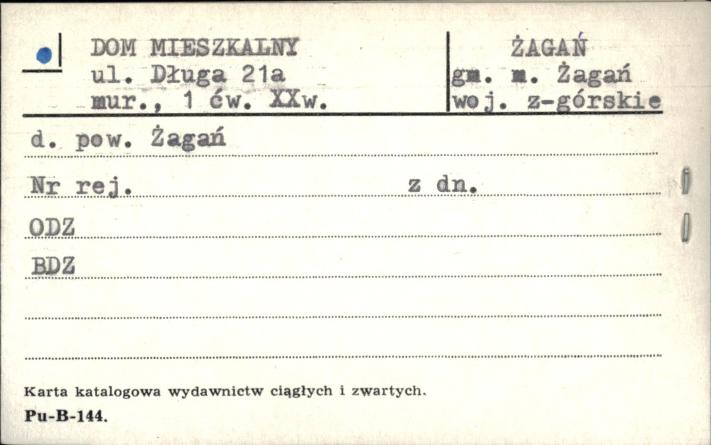 DOM MIESZKALNY
ul. Długa 21a
mur., 1 ćw. XXw.
ŻAGAŃ
gm. m. Żagań
woj. z-górskie
d. pow. Żagań
Nr rej. z dn.
ODZ
BDZ
Karta katalogowa wydawnictw ciągłych i zwartych.
Pu-B-144.